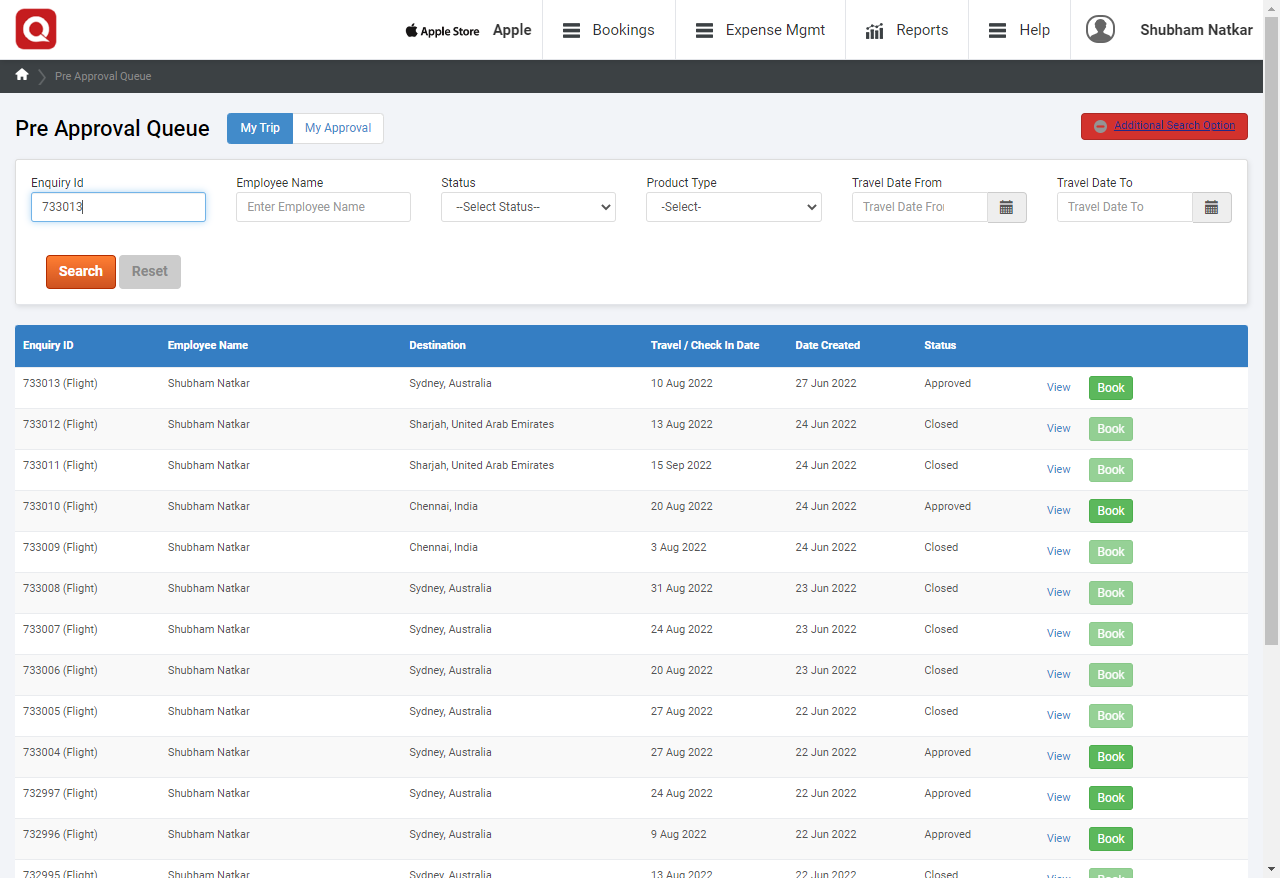 Apple Store Apple Bookings Expense Mgmt Reports Help Shubham Natkar
Pre Approval Queue
Pre Approval Queue My Trip My Approval Additional Search Option
Enquiry Id Employee Name Status Product Type Travel Date From Travel Date To
733013 Enter Employee Name --Select Status-- -Select- Travel Date From Travel Date To
Search Reset
Enquiry ID Employee Name Destination Travel / Check In Date Date Created Status
733013 (Flight) Shubham Natkar Sydney, Australia 10 Aug 2022 27 Jun 2022 Approved View Book
733012 (Flight) Shubham Natkar Sharjah, United Arab Emirates 13 Aug 2022 24 Jun 2022 Closed View Book
733011 (Flight) Shubham Natkar Sharjah, United Arab Emirates 15 Sep 2022 24 Jun 2022 Closed View Book
733010 (Flight) Shubham Natkar Chennai, India 20 Aug 2022 24 Jun 2022 Approved View Book
733009 (Flight) Shubham Natkar Chennai, India 3 Aug 2022 24 Jun 2022 Closed View Book
733008 (Flight) Shubham Natkar Sydney, Australia 31 Aug 2022 23 Jun 2022 Closed View Book
733007 (Flight) Shubham Natkar Sydney, Australia 24 Aug 2022 23 Jun 2022 Closed View Book
733006 (Flight) Shubham Natkar Sydney, Australia 20 Aug 2022 23 Jun 2022 Closed View Book
733005 (Flight) Shubham Natkar Sydney, Australia 27 Aug 2022 22 Jun 2022 Closed View Book
733004 (Flight) Shubham Natkar Sydney, Australia 27 Aug 2022 22 Jun 2022 Approved View Book
732997 (Flight) Shubham Natkar Sydney, Australia 24 Aug 2022 22 Jun 2022 Approved View Book
732996 (Flight) Shubham Natkar Sydney, Australia 9 Aug 2022 22 Jun 2022 Approved View Book
732995 (Flight) Shubham Natkar Sydney, Australia 13 Aug 2022 22 Jun 2022 Closed View Book